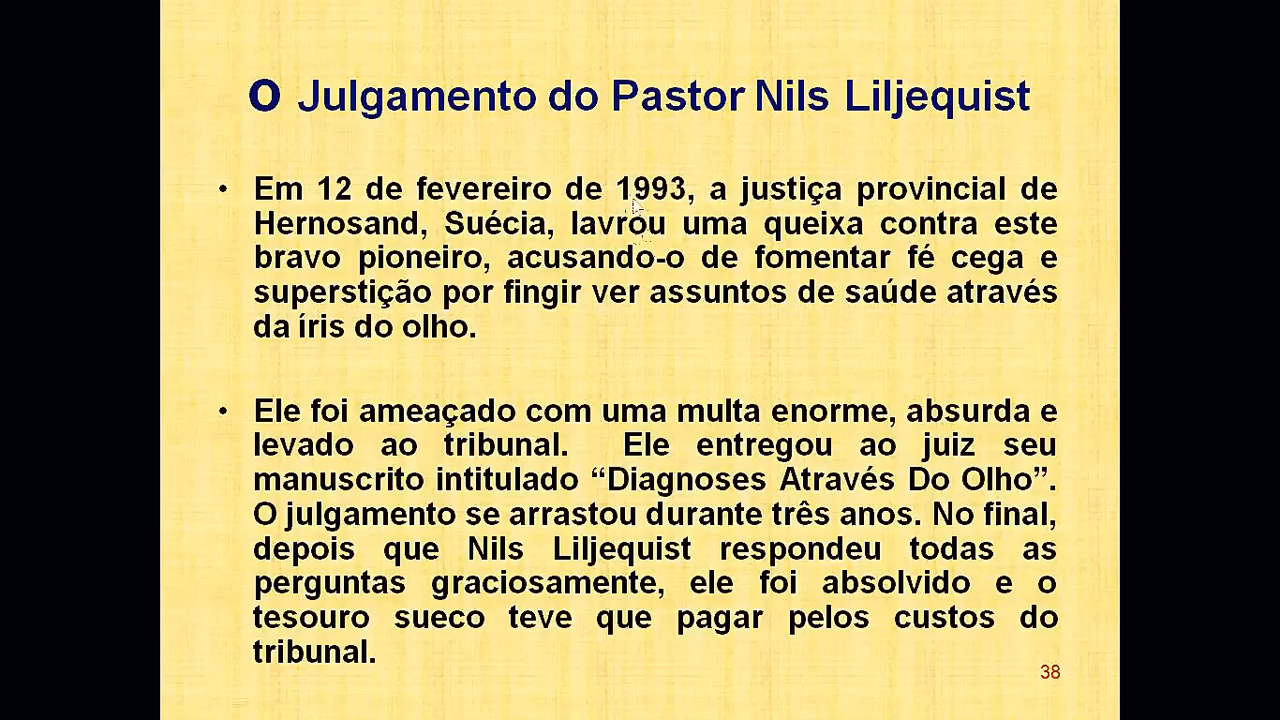 O Julgamento do Pastor Nils Liljequist
• Em 12 de fevereiro de 1993, a justiça provincial de
Hernosand, Suécia, lavrou uma queixa contra este
bravo pioneiro, acusando-o de fomentar fé cega e
superstição por fingir ver assuntos de saúde através
da íris do olho.
• Ele foi ameaçado com uma multa enorme, absurda e
levado ao tribunal. Ele entregou ao juiz seu
manuscrito intitulado “Diagnoses Através Do Olho”.
O julgamento se arrastou durante três anos. No final,
depois que Nils Liljequist respondeu todas as
perguntas graciosamente, ele foi absolvido e o
tesouro sueco teve que pagar pelos custos do
tribunal.
38